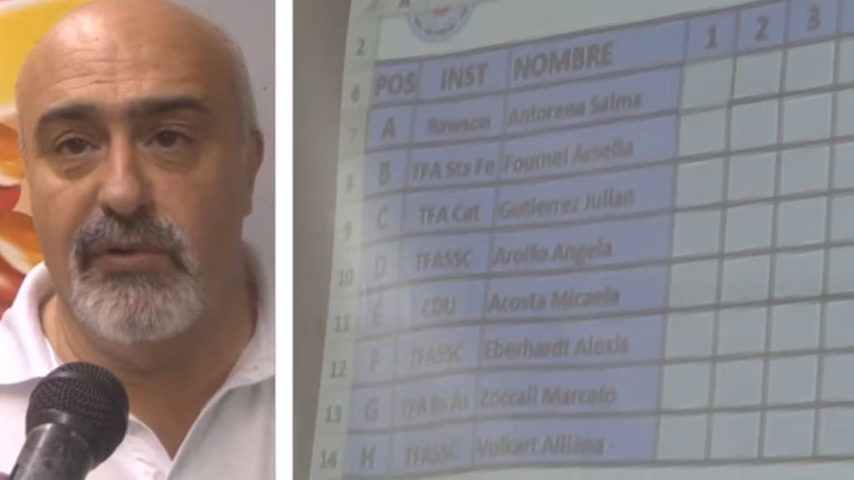 A
2
POS INST NOMBRE 1 2 3
6
A Rawson Antorena Salma
7
B TFA Sta Fe Fournel Amelia
8
C TFA Cat Gutierrez Julian
9
D TFASSC Arolfo Angela
10
E CDU Acosta Micaela
11
F TFASSC Eberhardt Alexis
12
G TFA Bs As Zoccali Marcelo
13
H TFASSC Volkart Alliana
14